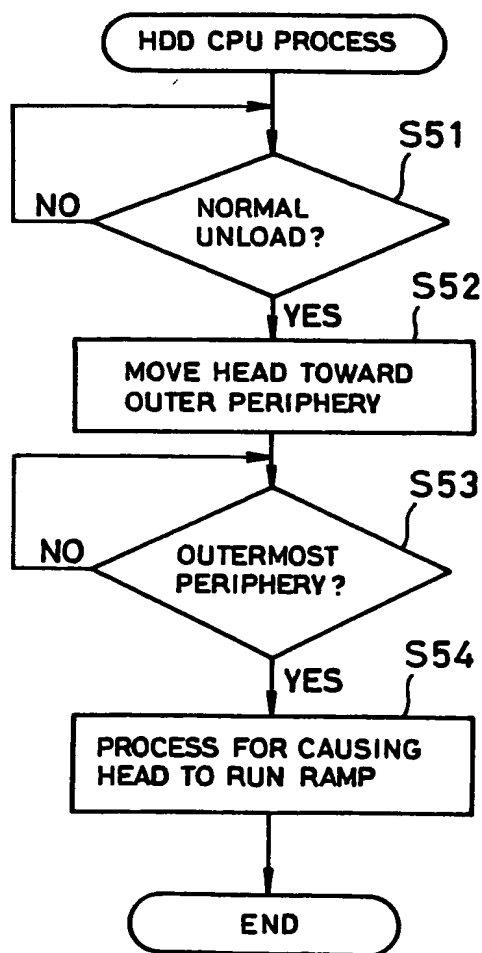 HDD CPU PROCESS
S51
NORMAL
UNLOAD?
NO
YES
S52
MOVE HEAD TOWARD
OUTER PERIPHERY
S53
OUTERMOST
PERIPHERY?
NO
YES
S54
PROCESS FOR CAUSING
HEAD TO RUN RAMP
END